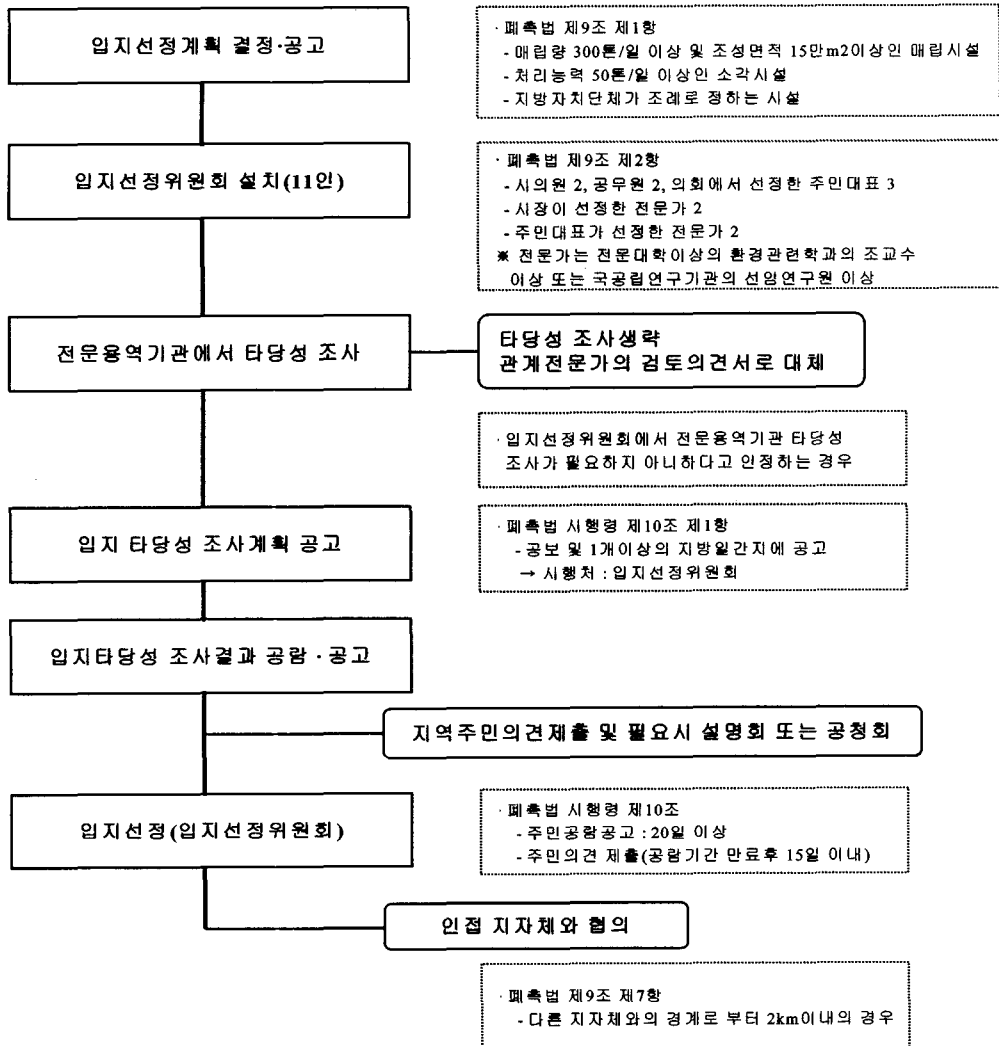 입지선정계획 결정·공고
· 폐촉법 제9조 제1항
- 매립량 300톤/일 이상 및 조성면적 15만m2이상인 매립시설
- 처리능력 50톤/일 이상인 소각시설
- 지방자치단체가 조례로 정하는 시설
입지선정위원회 설치(11인)
· 폐촉법 제9조 제2항
- 시의원 2, 공무원 2, 의회에서 선정한 주민대표 3
- 시장이 선정한 전문가 2
- 주민대표가 선정한 전문가 2
※ 전문가는 전문대학이상의 환경관련학과의 조교수
이상 또는 국공립연구기관의 선임연구원 이상
전문용역기관에서 타당성 조사
타당성 조사생략
관계전문가의 검토의견서로 대체
· 입지선정위원회에서 전문용역기관 타당성
조사가 필요하지 아니하다고 인정하는 경우
입지 타당성 조사계획 공고
· 폐촉법 시행령 제10조 제1항
- 공보 및 1개이상의 지방일간지에 공고
→ 시행처 : 입지선정위원회
입지타당성 조사결과 공람 · 공고
지역주민의견제출 및 필요시 설명회 또는 공청회
입지선정(입지선정위원회)
· 폐촉법 시행령 제10조
- 주민공람공고 : 20일 이상
- 주민의견 제출(공람기간 만료후 15일 이내)
인접 지자체와 협의
· 폐촉법 제9조 제7항
- 다른 지자체와의 경계로 부터 2km이내의 경우